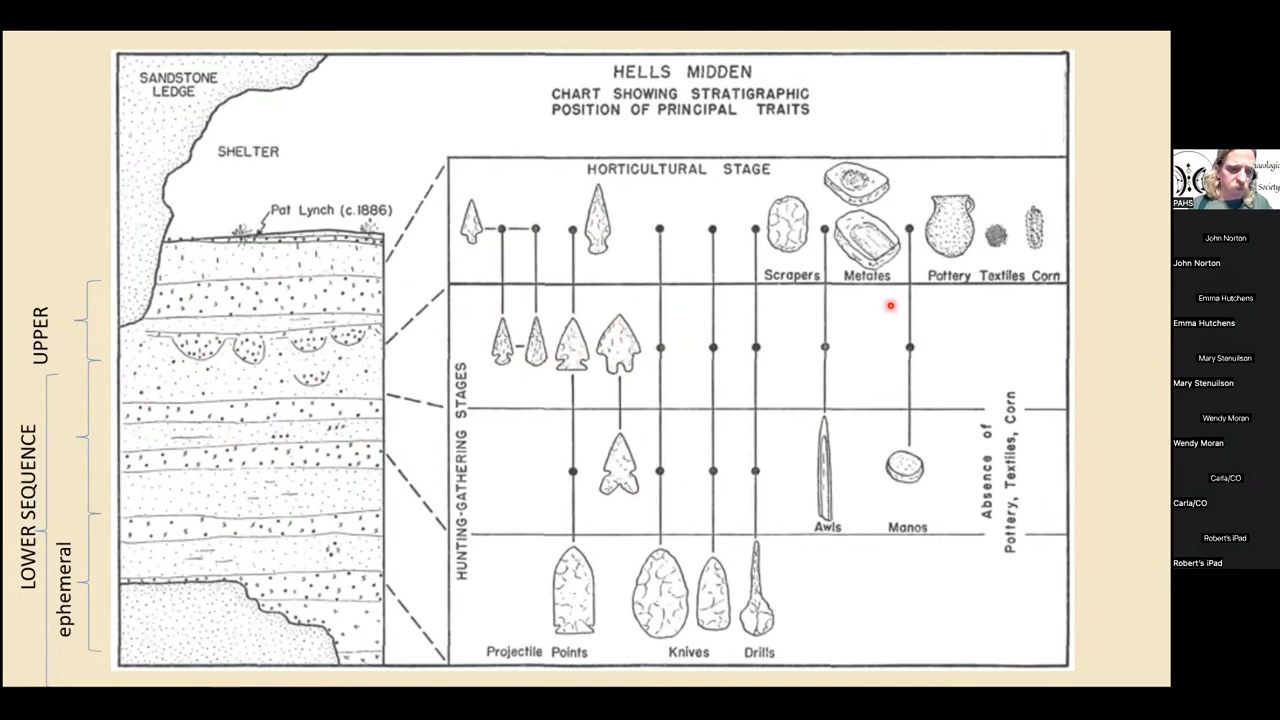 SANDSTONE
LEDGE
SHELTER
Pat Lynch (c.1886)
HELLS MIDDEN
CHART SHOWING STRATIGRAPHIC
POSITION OF PRINCIPAL TRAITS
HORTICULTURAL STAGE
Scrapers
Metates
Pottery Textiles Corn
UPPER
LOWER SEQUENCE
ephemeral
HUNTING-GATHERING STAGES
Awls
Manos
Absence of
Pottery, Textiles, Corn
Projectile Points
Knives
Drills
Society
PAHS
John Norton
John Norton
Emma Hutchens
Emma Hutchens
Mary Stenuilson
Mary Stenuilson
Wendy Moran
Wendy Moran
Carla/CO
Carla/CO
Robert's iPad
Robert's iPad